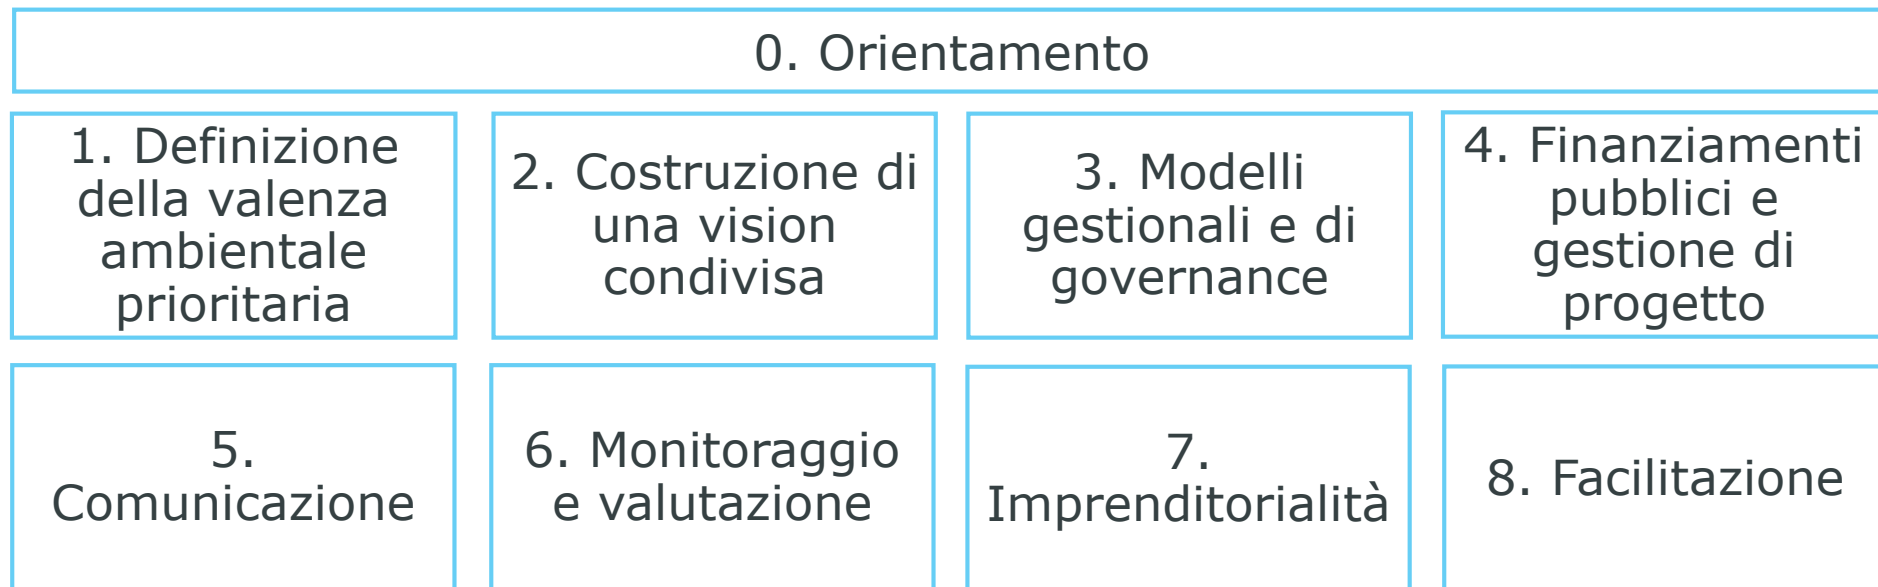 0. Orientamento
1. Definizione
della valenza
ambientale
prioritaria
2. Costruzione di
una vision
condivisa
3. Modelli
gestionali e di
governance
4. Finanziamenti
pubblici e
gestione di
progetto
5.
Comunicazione
6. Monitoraggio
e valutazione
7.
Imprenditorialità
8. Facilitazione